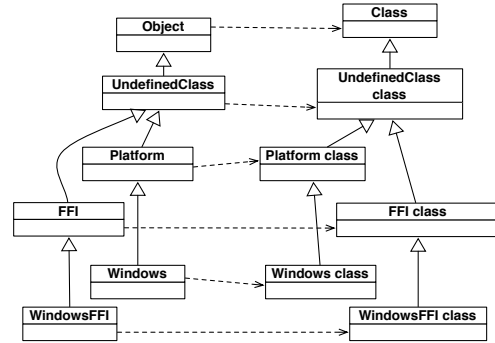 Object
Class
UndefinedClass
UndefinedClass
class
Platform
Platform class
FFI
FFI class
Windows
Windows class
WindowsFFI
WindowsFFI class